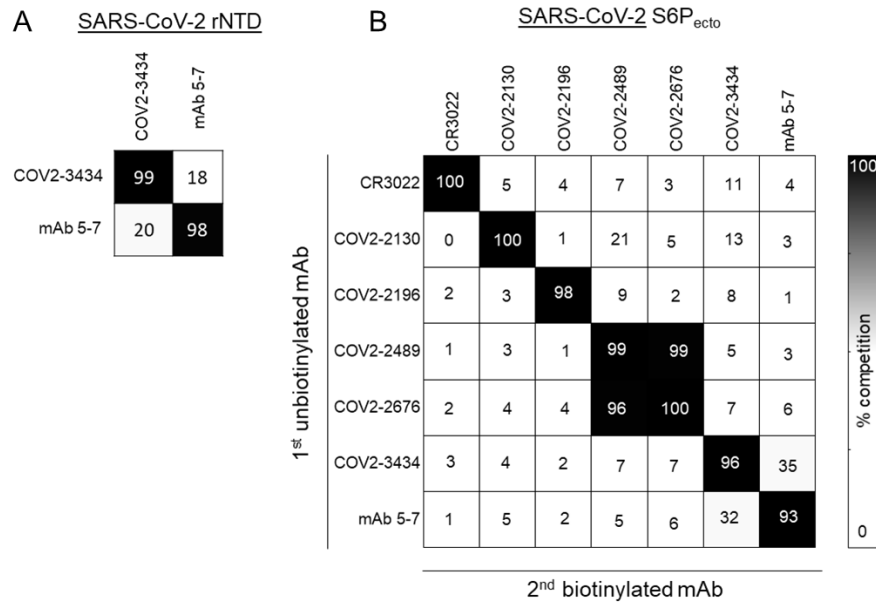 A
SARS-CoV-2 rNTD
COV2-3434
mAb 5-7
COV2-3434 99 18
mAb 5-7 20 98
B
SARS-CoV-2 S6Pecto
CR3022
COV2-2130
COV2-2196
COV2-2489
COV2-2676
COV2-3434
mAb 5-7
1st unbiotinylated mAb
CR3022 100 5 4 7 3 11 4
COV2-2130 0 100 1 21 5 13 3
COV2-2196 2 3 98 9 2 8 1
COV2-2489 1 3 1 99 99 5 3
COV2-2676 2 4 4 96 100 7 6
COV2-3434 3 4 2 7 7 96 35
mAb 5-7 1 5 2 5 6 32 93
2nd biotinylated mAb
100
% competition
0